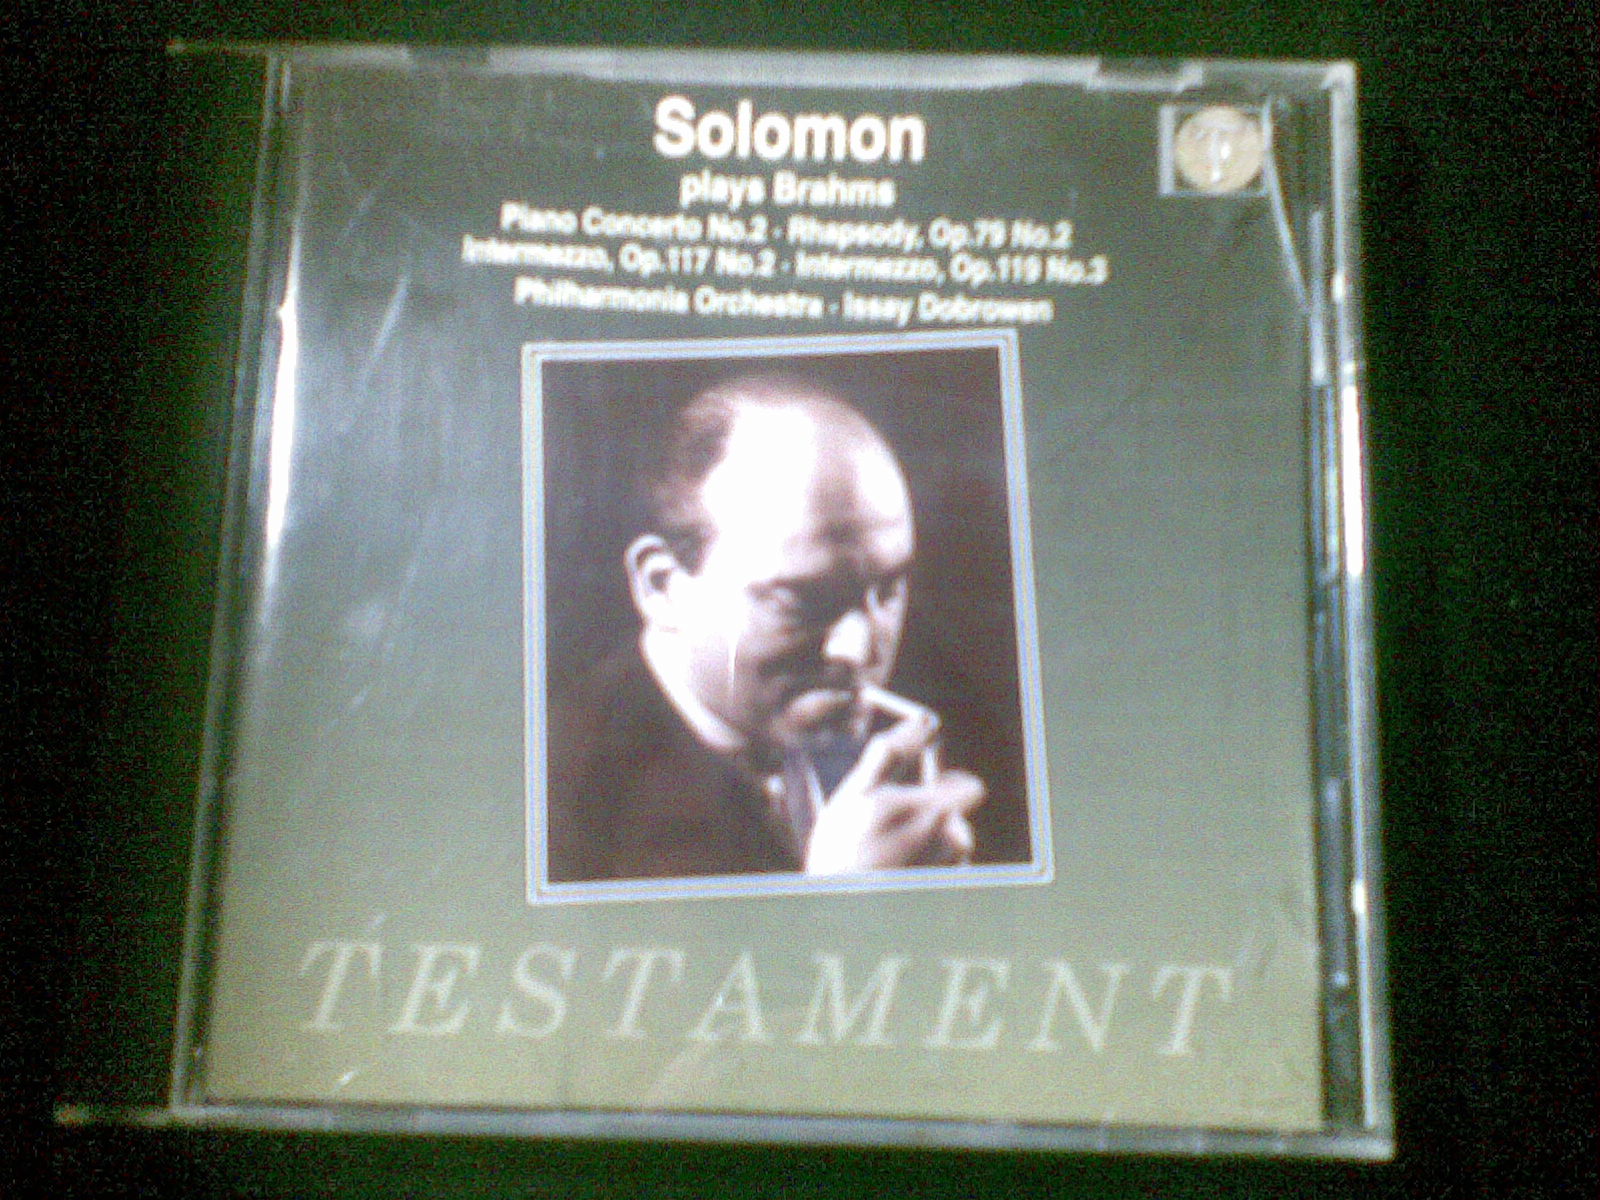 Solomon
plays Brahms
Piano Concerto No.2 · Rhapsody, Op.79 No.2
Intermezzo, Op.117 No.2 · Intermezzo, Op.119 No.3
Philharmonia Orchestra · Issay Dobrowen
T
TESTAMENT